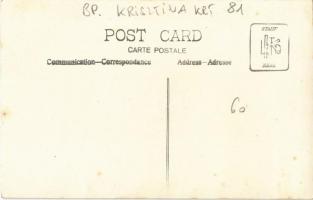 BP. KRISZTINA KRT 81
POST CARD
CARTE POSTALE
Communication—Correspondance
Address—Adresse
60